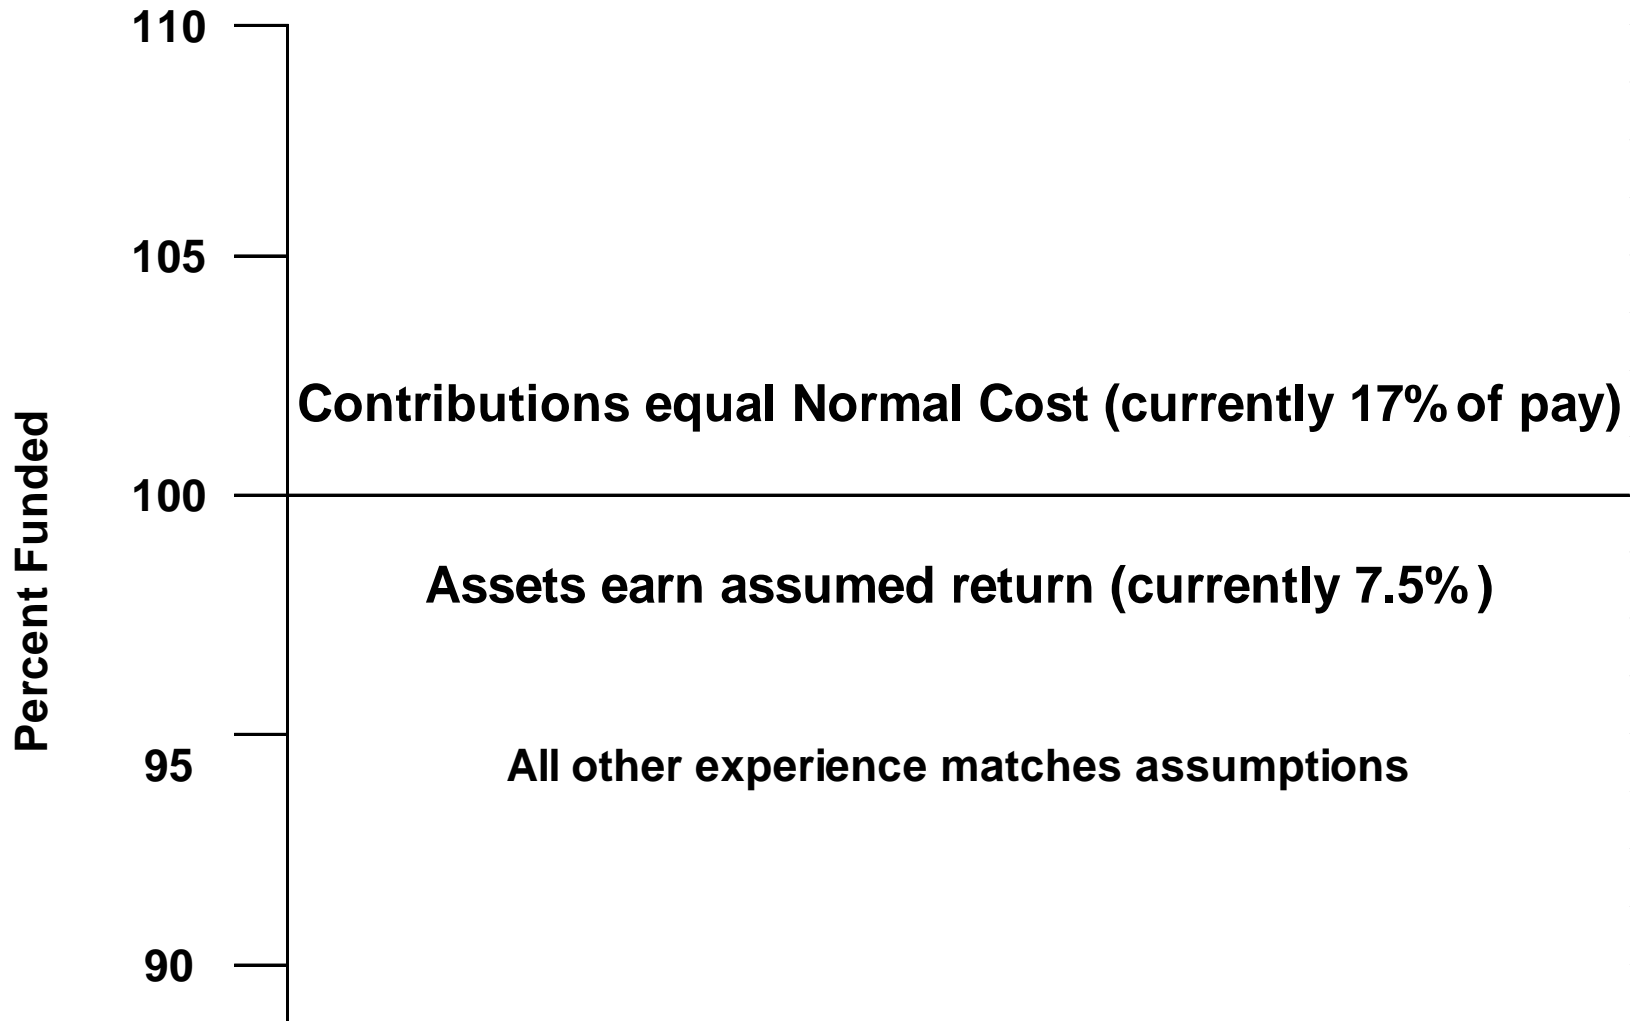 110
105
Contributions equal Normal Cost (currently 17% of pay)
Percent Funded
100
Assets earn assumed return (currently 7.5%)
95
All other experience matches assumptions
90